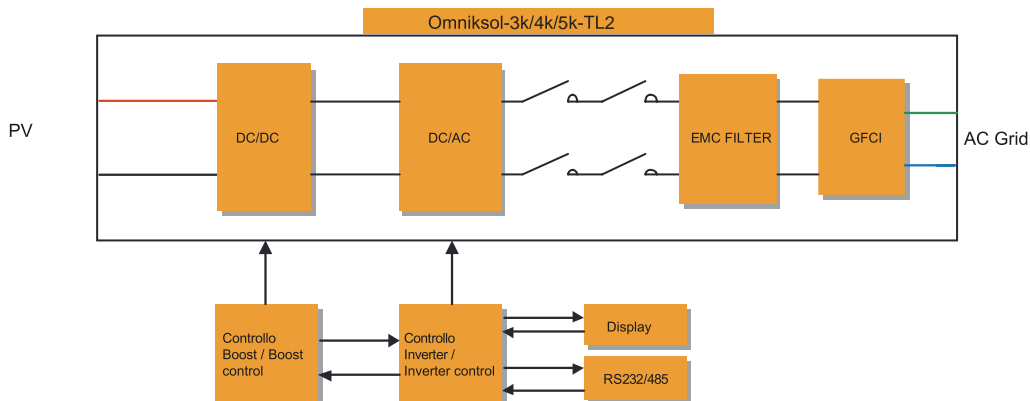 Omniksol-3k/4k/5k-TL2
PV
DC/DC
DC/AC
EMC FILTER
GFCI
AC Grid
Controllo
Boost / Boost
control
Controllo
Inverter /
Inverter control
Display
RS232/485